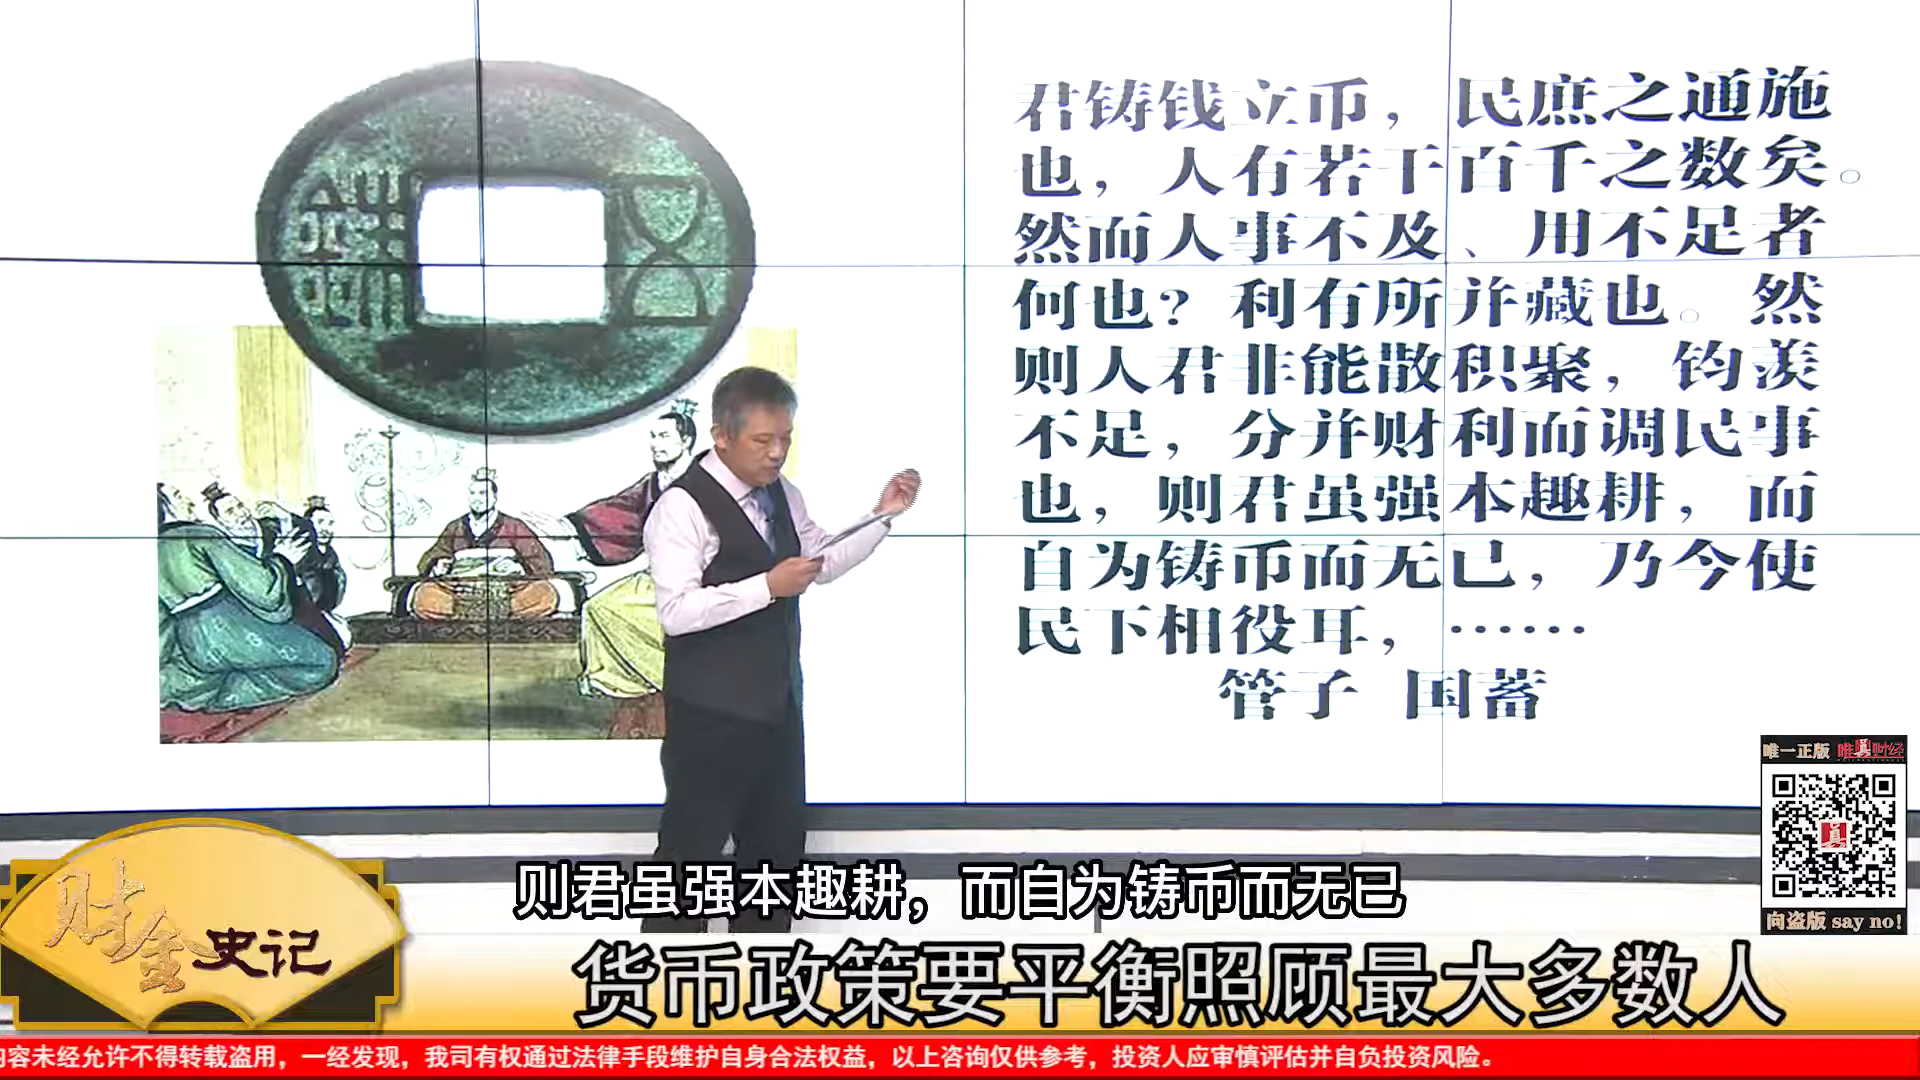 君铸钱立币，民庶之通施
也，人有若干百千之数矣。
然而人事不及、用不足者
何也？利有所并藏也。然
则人君非能散积聚，钧羡
不足，分并财利而调民事
也，则君虽强本趣耕，而
自为铸币而无已，乃今使
民下相役耳，……
管子 国蓄
唯一正版 唯真财经
真
向盗版 say no!
则君虽强本趣耕，而自为铸币而无已
财金史记
货币政策要平衡照顾最大多数人
内容未经允许不得转载盗用，一经发现，我司有权通过法律手段维护自身合法权益，以上咨询仅供参考，投资人应审慎评估并自负投资风险。